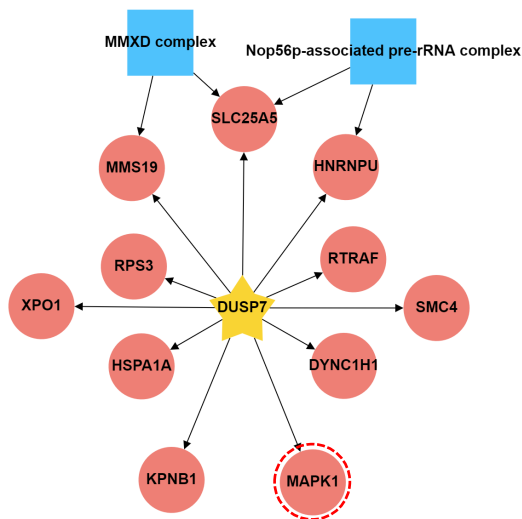 MMXD complex
Nop56p-associated pre-rRNA complex
SLC25A5
MMS19
HNRNPU
RPS3
RTRAF
XPO1
DUSP7
SMC4
HSPA1A
DYNC1H1
KPNB1
MAPK1